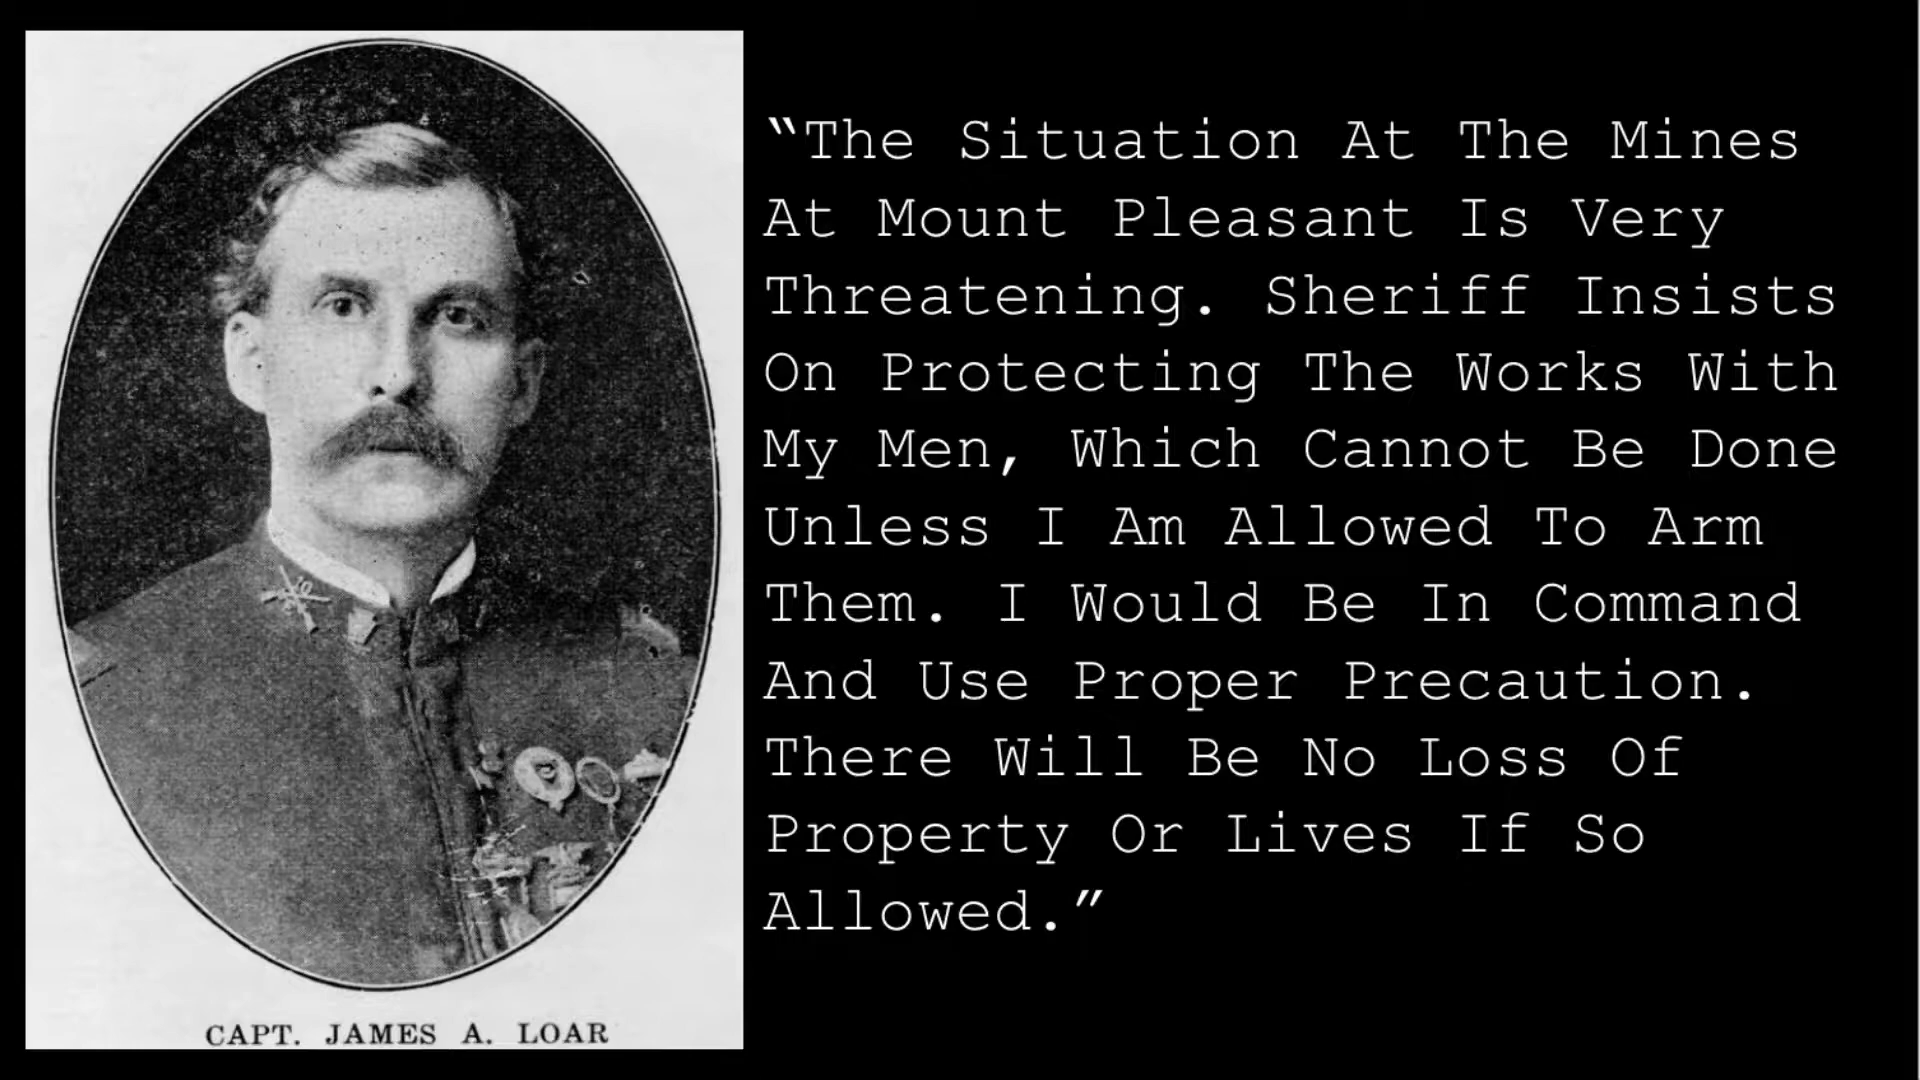 “The Situation At The Mines
At Mount Pleasant Is Very
Threatening. Sheriff Insists
On Protecting The Works With
My Men, Which Cannot Be Done
Unless I Am Allowed To Arm
Them. I Would Be In Command
And Use Proper Precaution.
There Will Be No Loss Of
Property Or Lives If So
Allowed.”
CAPT. JAMES A. LOAR